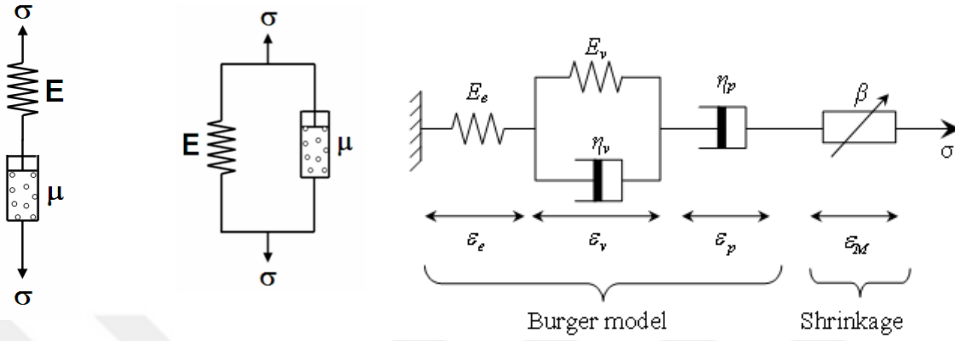 σ
E
μ
σ
σ
E
μ
σ
E_v
E_e
η_p
β
η_v
σ
ε_e
ε_v
ε_p
ε_M
Burger model
Shrinkage